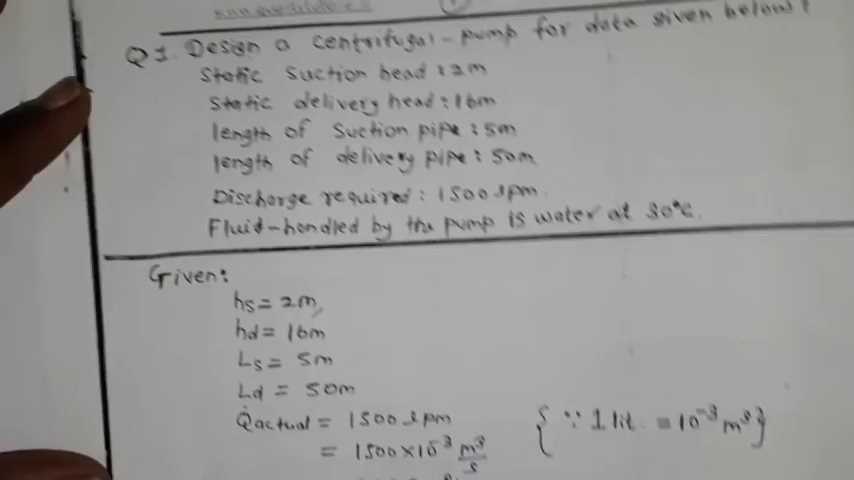 Q1. Design a centrifugal-pump for data given below:
Static suction head : 2m
Static delivery head : 16m
length of suction pipe : 5m
length of delivery pipe : 50m
Discharge required : 1500 lpm.
Fluid-handled by the pump is water at 30°C.
Given:
hs = 2m,
hd = 16m
Ls = 5m
Ld = 50m
Qactual = 1500 lpm { ∵ 1 lit. = 10⁻³ m³}
= 1500×10⁻³ m³/s